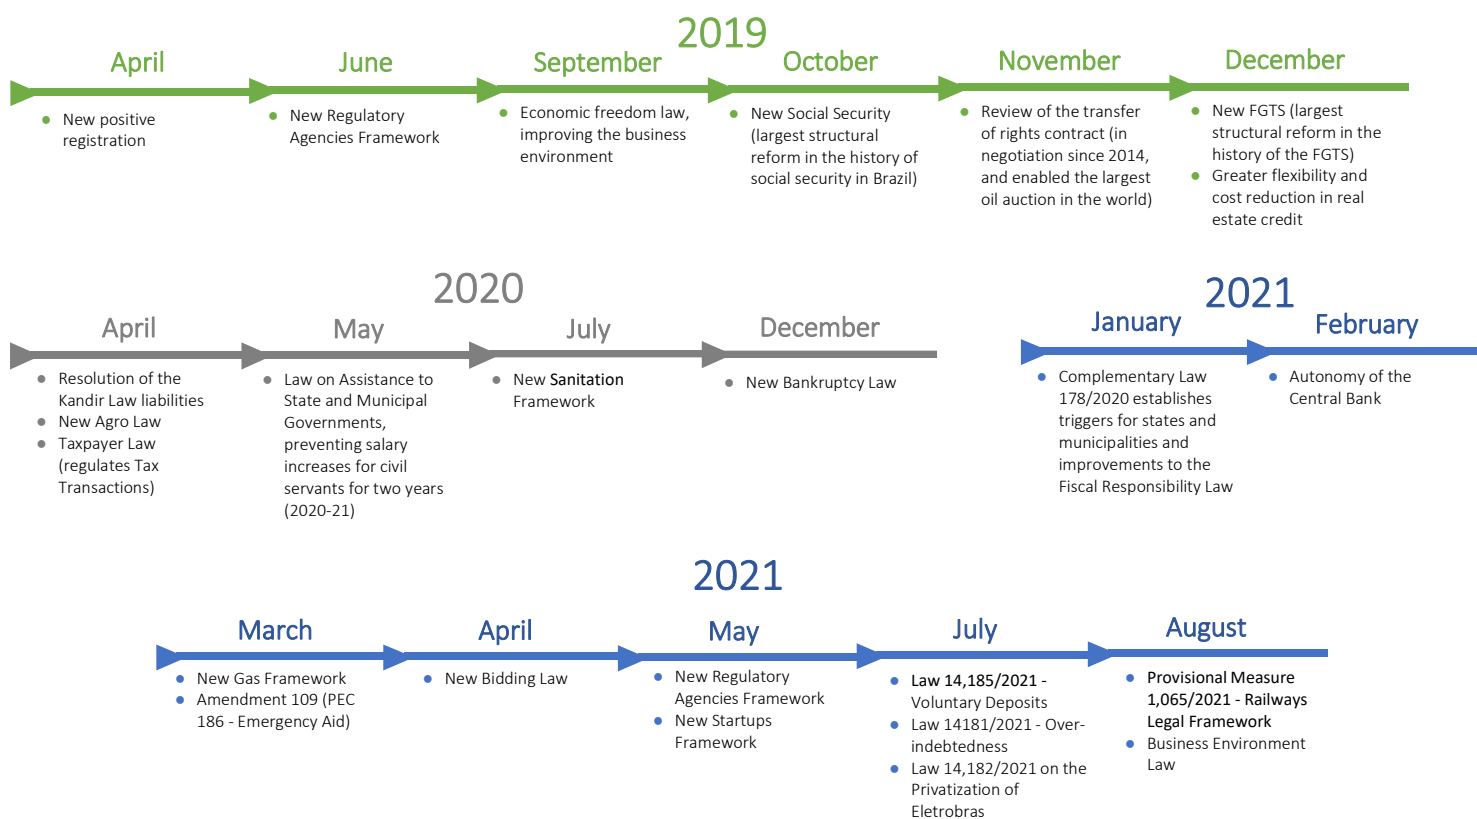 2019
April
New positive
registration
June
New Regulatory
Agencies Framework
September
Economic freedom law,
improving the business
environment
October
New Social Security
(largest structural
reform in the history of
social security in Brazil)
November
Review of the transfer
of rights contract (in
negotiation since 2014,
and enabled the largest
oil auction in the world)
December
New FGTS (largest
structural reform in the
history of the FGTS)
Greater flexibility and
cost reduction in real
estate credit
2020
April
Resolution of the
Kandir Law liabilities
New Agro Law
Taxpayer Law
(regulates Tax
Transactions)
May
Law on Assistance to
State and Municipal
Governments,
preventing salary
increases for civil
servants for two years
(2020-21)
July
New Sanitation
Framework
December
New Bankruptcy Law
2021
January
Complementary Law
178/2020 establishes
triggers for states and
municipalities and
improvements to the
Fiscal Responsibility Law
February
Autonomy of the
Central Bank
2021
March
New Gas Framework
Amendment 109 (PEC
186 - Emergency Aid)
April
New Bidding Law
May
New Regulatory
Agencies Framework
New Startups
Framework
July
Law 14,185/2021 -
Voluntary Deposits
Law 14181/2021 - Over-
indebtedness
Law 14,182/2021 on the
Privatization of
Eletrobras
August
Provisional Measure
1,065/2021 - Railways
Legal Framework
Business Environment
Law